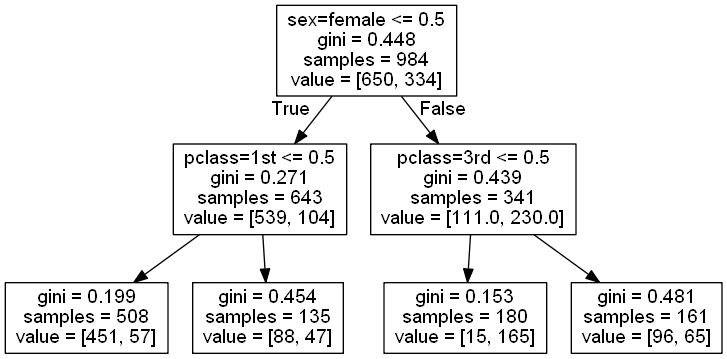 sex=female <= 0.5
gini = 0.448
samples = 984
value = [650, 334]
True
False
pclass=1st <= 0.5
gini = 0.271
samples = 643
value = [539, 104]
pclass=3rd <= 0.5
gini = 0.439
samples = 341
value = [111.0, 230.0]
gini = 0.199
samples = 508
value = [451, 57]
gini = 0.454
samples = 135
value = [88, 47]
gini = 0.153
samples = 180
value = [15, 165]
gini = 0.481
samples = 161
value = [96, 65]